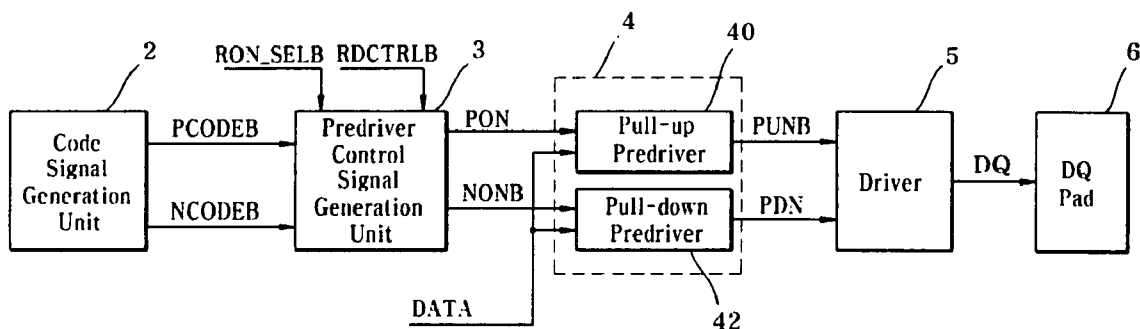 2
RON_SELB
RDCTRLB
3
4
40
5
6
Code
Signal
Generation
Unit
PCODEB
NCODEB
Predriver
Control
Signal
Generation
Unit
PON
NONB
DATA
Pull-up
Predriver
Pull-down
Predriver
42
PUNB
PDN
Driver
DQ
DQ
Pad